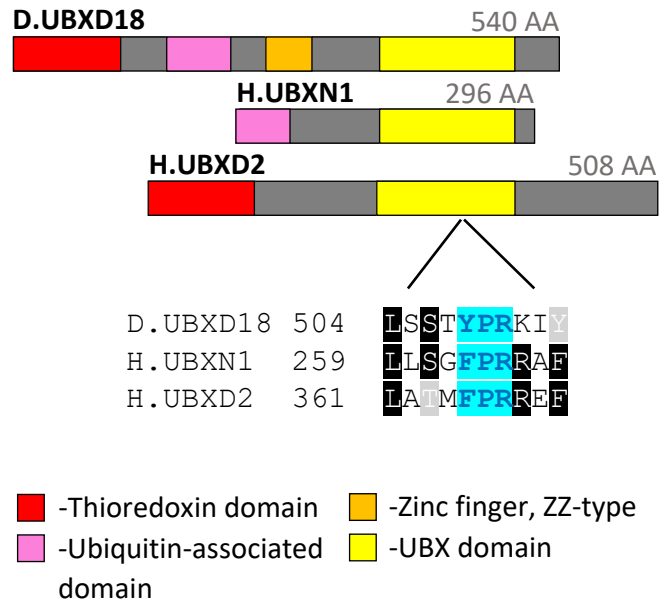 D.UBXD18 540 AA
H.UBXN1 296 AA
H.UBXD2 508 AA
D.UBXD18 504 LSSTYPRKIY
H.UBXN1 259 LLSGFPRRAF
H.UBXD2 361 LATMFPRREF
-Thioredoxin domain -Zinc finger, ZZ-type
-Ubiquitin-associated domain -UBX domain